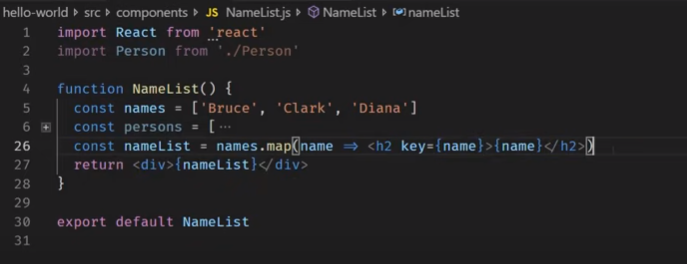 hello-world > src > components > JS NameList.js > NameList > nameList
1 import React from 'react'
2 import Person from './Person'
3
4 function NameList() {
5 const names = ['Bruce', 'Clark', 'Diana']
6 const persons = [ ...
26 const nameList = names.map(name => <h2 key={name}>{name}</h2>)
27 return <div>{nameList}</div>
28 }
29
30 export default NameList
31